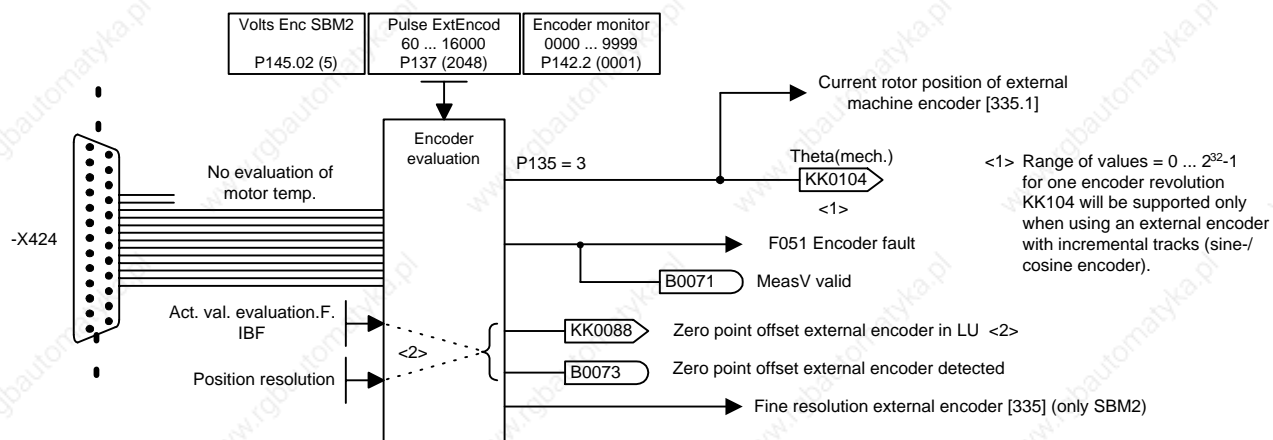 Volts Enc SBM2
P145.02 (5)
Pulse ExtEncod
60 ... 16000
P137 (2048)
Encoder monitor
0000 ... 9999
P142.2 (0001)
Current rotor position of external
machine encoder [335.1]
Encoder
evaluation
P135 = 3
Theta(mech.)
KK0104
<1>
<1> Range of values = 0 ... 2³²-1
for one encoder revolution
KK104 will be supported only
when using an external encoder
with incremental tracks (sine-/
cosine encoder).
No evaluation of
motor temp.
-X424
F051 Encoder fault
B0071 MeasV valid
Act. val. evaluation.F.
IBF
<2>
KK0088 Zero point offset external encoder in LU <2>
Position resolution
B0073 Zero point offset external encoder detected
Fine resolution external encoder [335] (only SBM2)
www.rgbautomatyka.pl